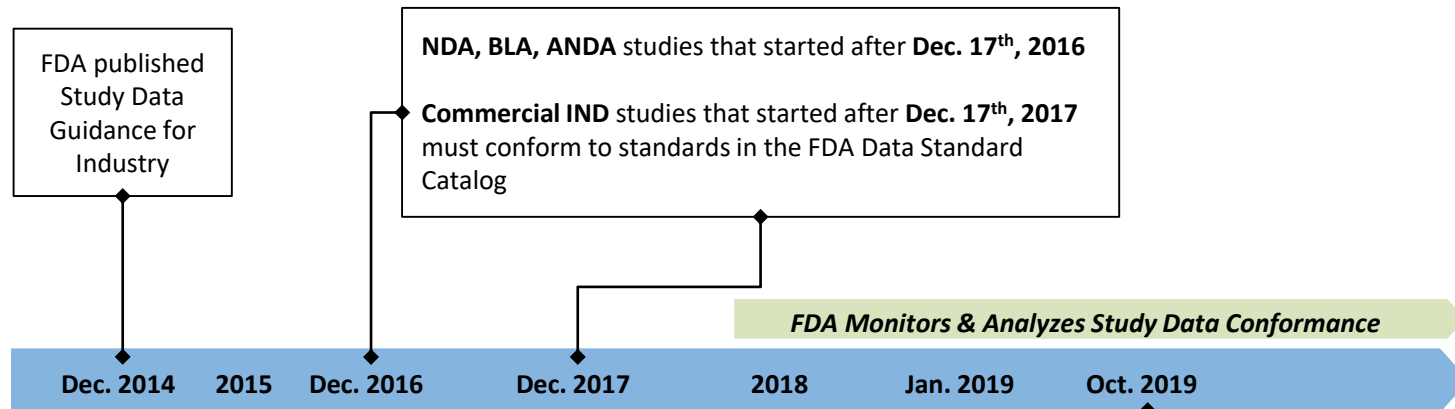 FDA published
Study Data
Guidance for
Industry
NDA, BLA, ANDA studies that started after Dec. 17th, 2016
Commercial IND studies that started after Dec. 17th, 2017
must conform to standards in the FDA Data Standard
Catalog
FDA Monitors & Analyzes Study Data Conformance
Dec. 2014 2015 Dec. 2016 Dec. 2017 2018 Jan. 2019 Oct. 2019